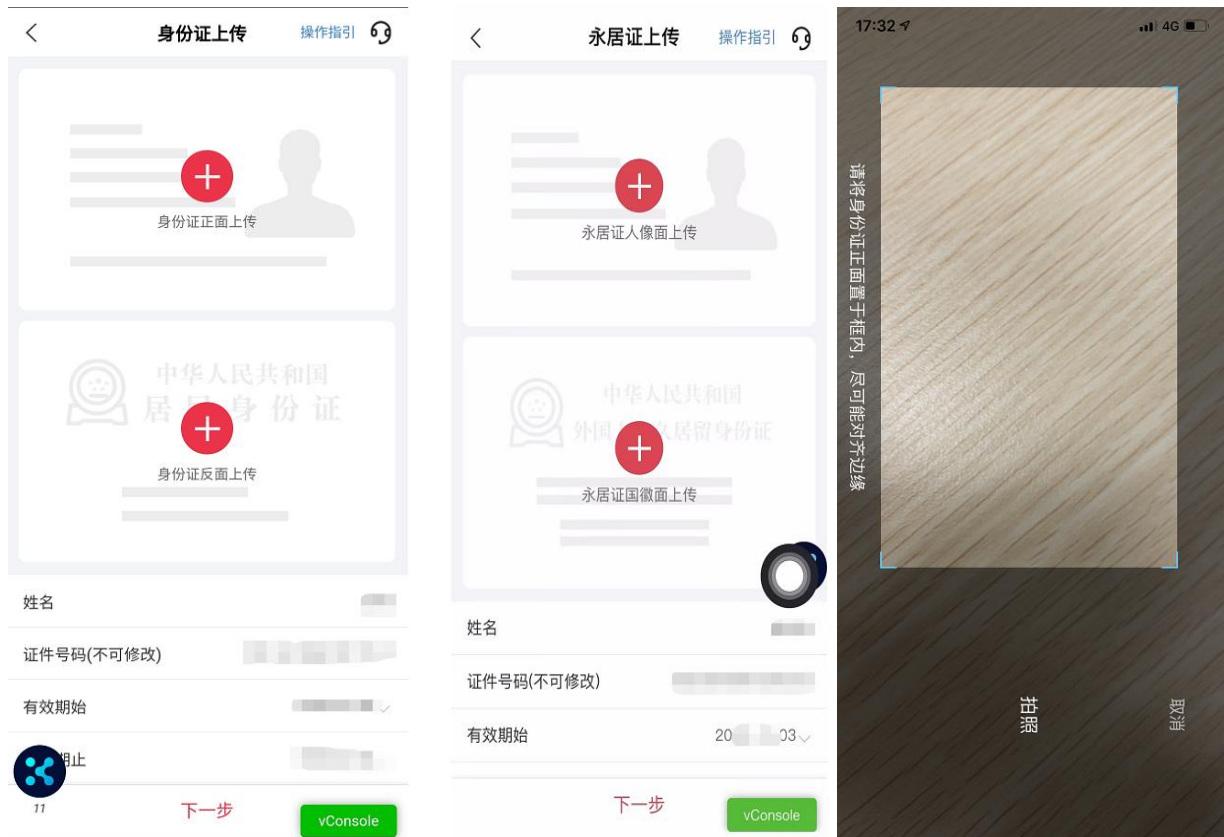 身份证上传
操作指引
身份证正面上传
中华人民共和国
居民身份证
身份证反面上传
姓名
证件号码(不可修改)
有效期始
期止
11
下一步
vConsole
永居证上传
操作指引
永居证人像面上传
中华人民共和国
外国 久居留身份证
永居证国徽面上传
姓名
证件号码(不可修改)
有效期始
20 03
下一步
vConsole
17:32
4G
请将身份证正面置于框内，尽可能对齐边缘
拍照
取消